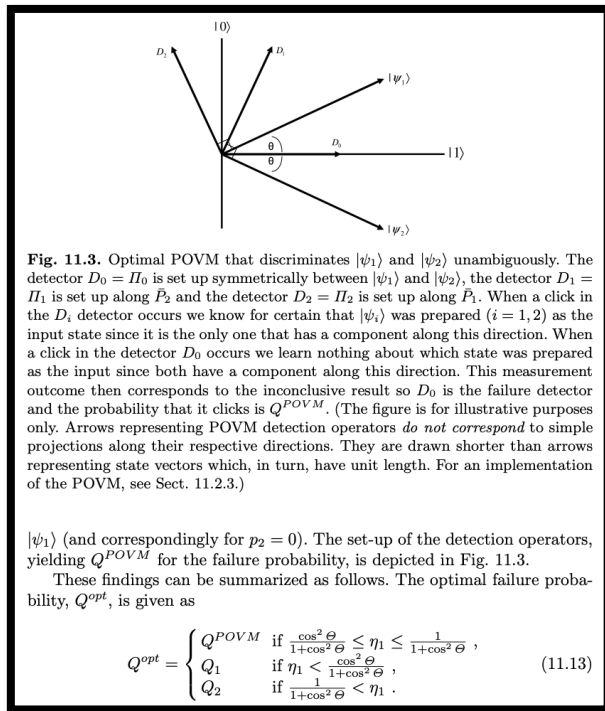 |0⟩
D₂
D₁
|ψ₁⟩
θ
D₀
|1⟩
θ
|ψ₂⟩
Fig. 11.3. Optimal POVM that discriminates |ψ₁⟩ and |ψ₂⟩ unambiguously. The
detector D₀ = Π₀ is set up symmetrically between |ψ₁⟩ and |ψ₂⟩, the detector D₁ =
Π₁ is set up along P̄₂ and the detector D₂ = Π₂ is set up along P̄₁. When a click in
the Dᵢ detector occurs we know for certain that |ψᵢ⟩ was prepared (i = 1, 2) as the
input state since it is the only one that has a component along this direction. When
a click in the detector D₀ occurs we learn nothing about which state was prepared
as the input since both have a component along this direction. This measurement
outcome then corresponds to the inconclusive result so D₀ is the failure detector
and the probability that it clicks is Q^{POVM}. (The figure is for illustrative purposes
only. Arrows representing POVM detection operators do not correspond to simple
projections along their respective directions. They are drawn shorter than arrows
representing state vectors which, in turn, have unit length. For an implementation
of the POVM, see Sect. 11.2.3.)
|ψ₁⟩ (and correspondingly for p₂ = 0). The set-up of the detection operators,
yielding Q^{POVM} for the failure probability, is depicted in Fig. 11.3.
These findings can be summarized as follows. The optimal failure proba-
bility, Q^{opt}, is given as
Q^{opt} = { Q^{POVM} if cos² Θ / (1+cos² Θ) ≤ η₁ ≤ 1 / (1+cos² Θ) ,
Q₁ if η₁ < cos² Θ / (1+cos² Θ) , (11.13)
Q₂ if 1 / (1+cos² Θ) < η₁ .